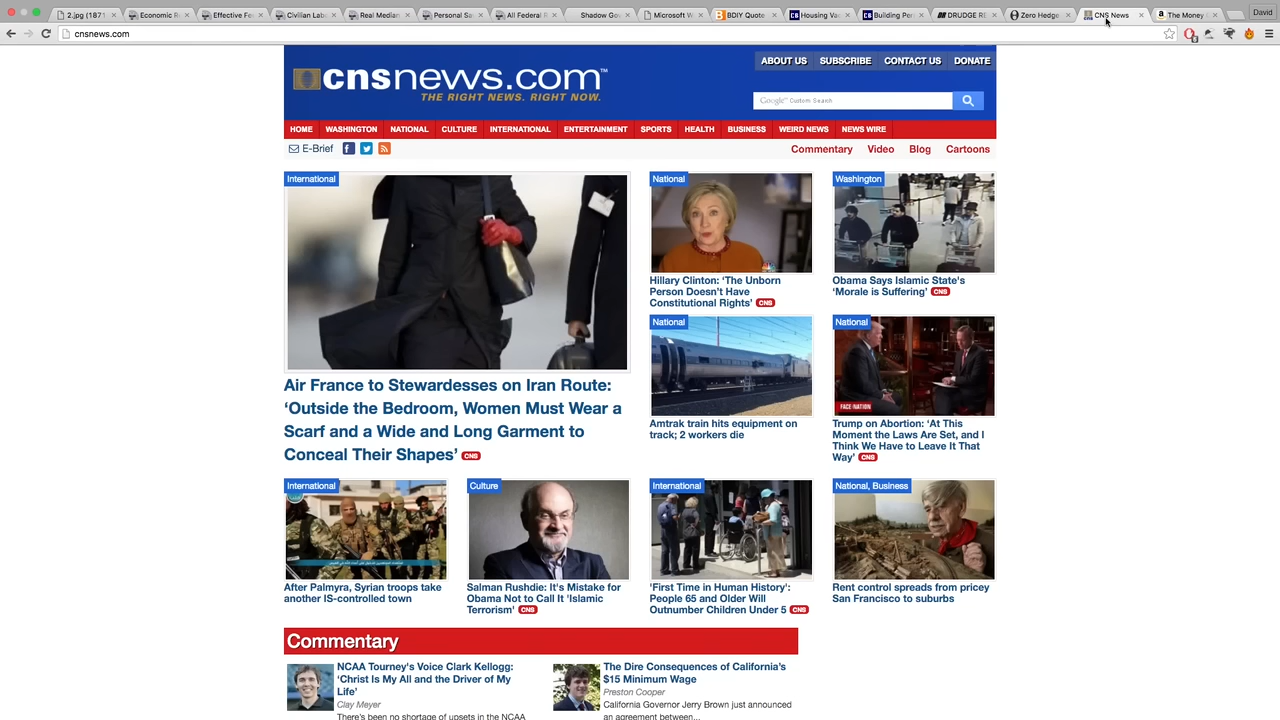 2.jpg (1871
Economic R
Effective Fe
Civilian Lab
Real Median
Personal Sa
All Federal R
Shadow Go
Microsoft W
BDIY Quote
Housing Va
Building Per
DRUDGE RE
Zero Hedge
CNS News
The Money
David
cnsnews.com
ABOUT US SUBSCRIBE CONTACT US DONATE
cnsnews.com™
THE RIGHT NEWS. RIGHT NOW.
Google™ Custom Search
HOME WASHINGTON NATIONAL CULTURE INTERNATIONAL ENTERTAINMENT SPORTS HEALTH BUSINESS WEIRD NEWS NEWS WIRE
E-Brief
Commentary Video Blog Cartoons
International
Air France to Stewardesses on Iran Route:
‘Outside the Bedroom, Women Must Wear a
Scarf and a Wide and Long Garment to
Conceal Their Shapes’ CNS
National
Hillary Clinton: ‘The Unborn
Person Doesn’t Have
Constitutional Rights’ CNS
Washington
Obama Says Islamic State's
‘Morale is Suffering’ CNS
National
Amtrak train hits equipment on
track; 2 workers die
National
FACE THE NATION
Trump on Abortion: ‘At This
Moment the Laws Are Set, and I
Think We Have to Leave It That
Way’ CNS
International
After Palmyra, Syrian troops take
another IS-controlled town
Culture
Salman Rushdie: It's Mistake for
Obama Not to Call It 'Islamic
Terrorism' CNS
International
'First Time in Human History':
People 65 and Older Will
Outnumber Children Under 5 CNS
National, Business
Rent control spreads from pricey
San Francisco to suburbs
Commentary
NCAA Tourney's Voice Clark Kellogg:
‘Christ Is My All and the Driver of My
Life’
Clay Meyer
There's been no shortage of upsets in the NCAA
The Dire Consequences of California’s
$15 Minimum Wage
Preston Cooper
California Governor Jerry Brown just announced
an agreement between...